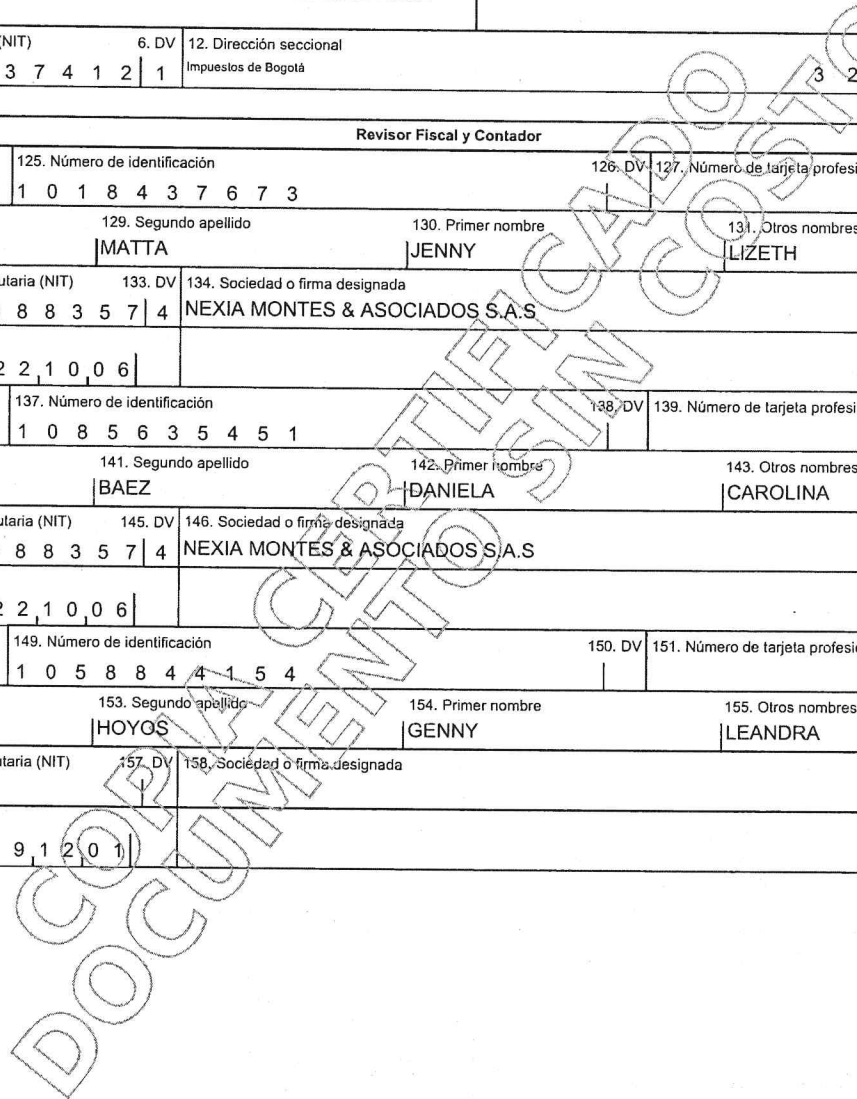 (NIT) 6. DV 12. Dirección seccional
3 7 4 1 2 1 Impuestos de Bogotá 3 2
Revisor Fiscal y Contador
125. Número de identificación 126. DV 127. Número de tarjeta profesi
1 0 1 8 4 3 7 6 7 3
129. Segundo apellido 130. Primer nombre 131. Otros nombres
MATTA JENNY LIZETH
utaria (NIT) 133. DV 134. Sociedad o firma designada
8 8 3 5 7 4 NEXIA MONTES & ASOCIADOS S.A.S
2 2 1 0 0 6
137. Número de identificación 138. DV 139. Número de tarjeta profesi
1 0 8 5 6 3 5 4 5 1
141. Segundo apellido 142. Primer nombre 143. Otros nombres
BAEZ DANIELA CAROLINA
utaria (NIT) 145. DV 146. Sociedad o firma designada
8 8 3 5 7 4 NEXIA MONTES & ASOCIADOS S.A.S
2 2 1 0 0 6
149. Número de identificación 150. DV 151. Número de tarjeta profesi
1 0 5 8 8 4 4 1 5 4
153. Segundo apellido 154. Primer nombre 155. Otros nombres
HOYOS GENNY LEANDRA
utaria (NIT) 157. DV 158. Sociedad o firma designada
9 1 2 0 1
COPIA CERTIFICADO
DOCUMENTO SIN COSTO